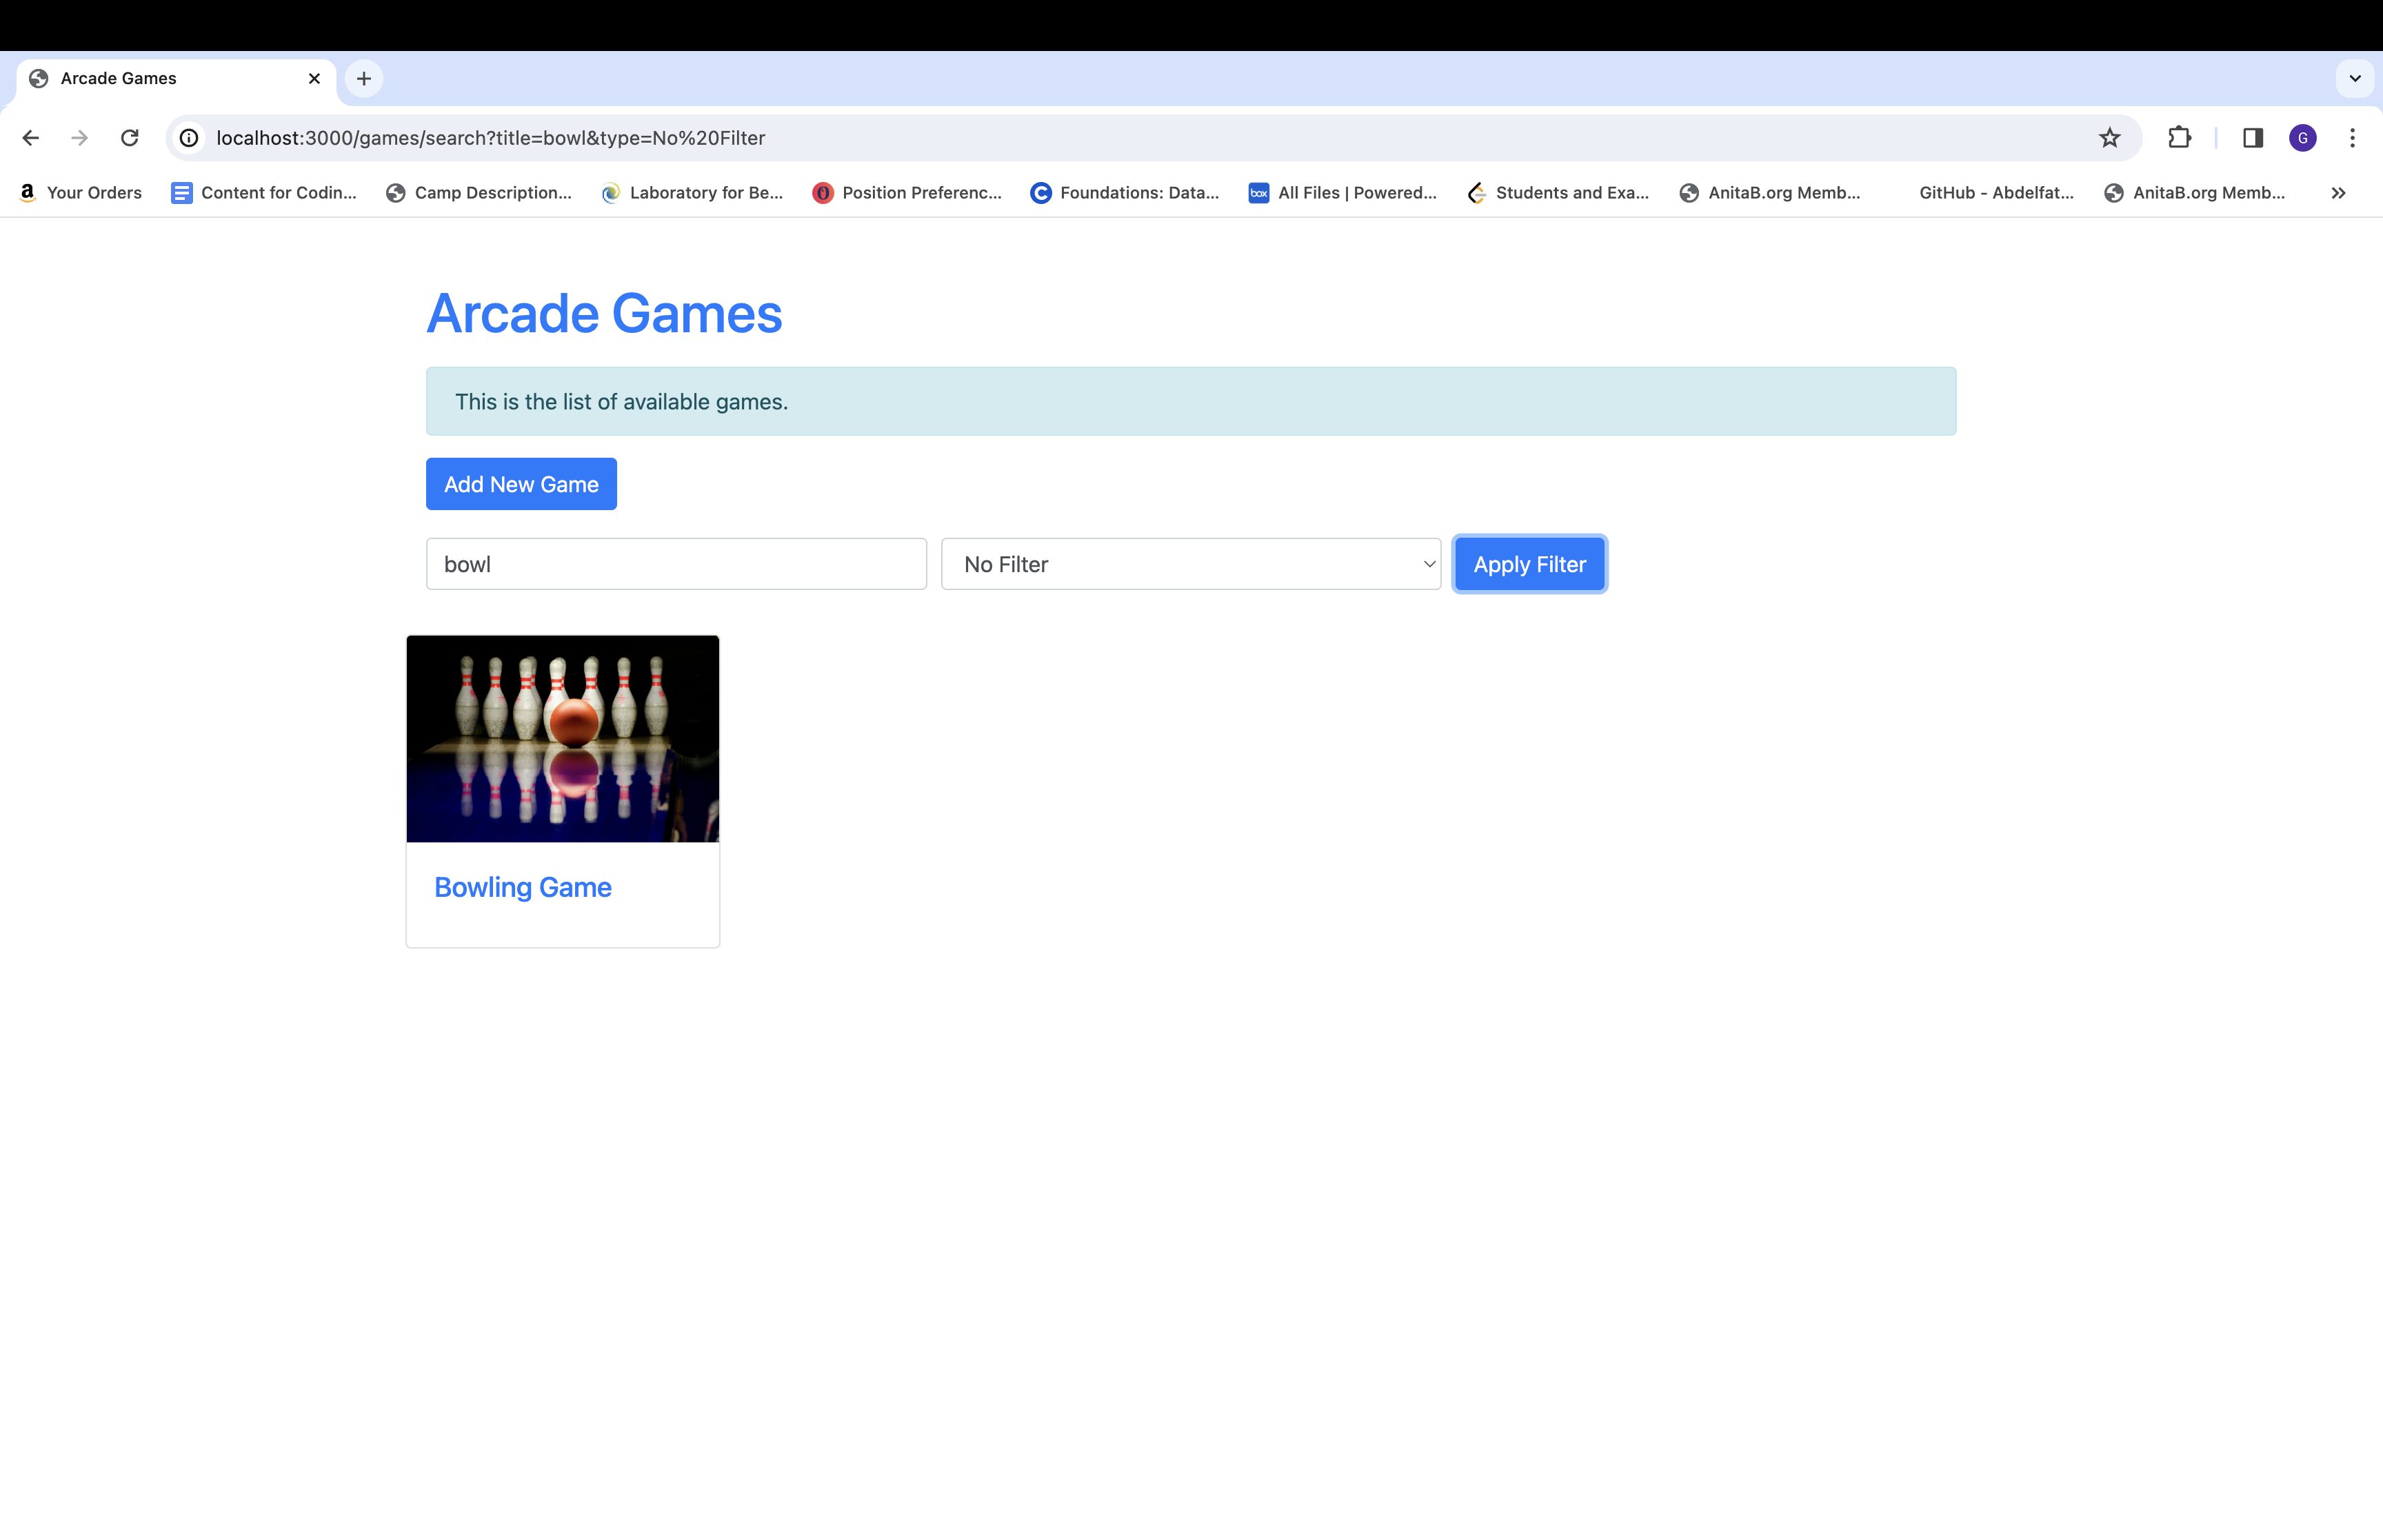 Arcade Games
localhost:3000/games/search?title=bowl&type=No%20Filter
G
Your Orders
Content for Codin...
Camp Description...
Laboratory for Be...
Position Preferenc...
Foundations: Data...
box
All Files | Powered...
Students and Exa...
AnitaB.org Memb...
GitHub - Abdelfat...
AnitaB.org Memb...
Arcade Games
This is the list of available games.
Add New Game
bowl
No Filter
Apply Filter
Bowling Game